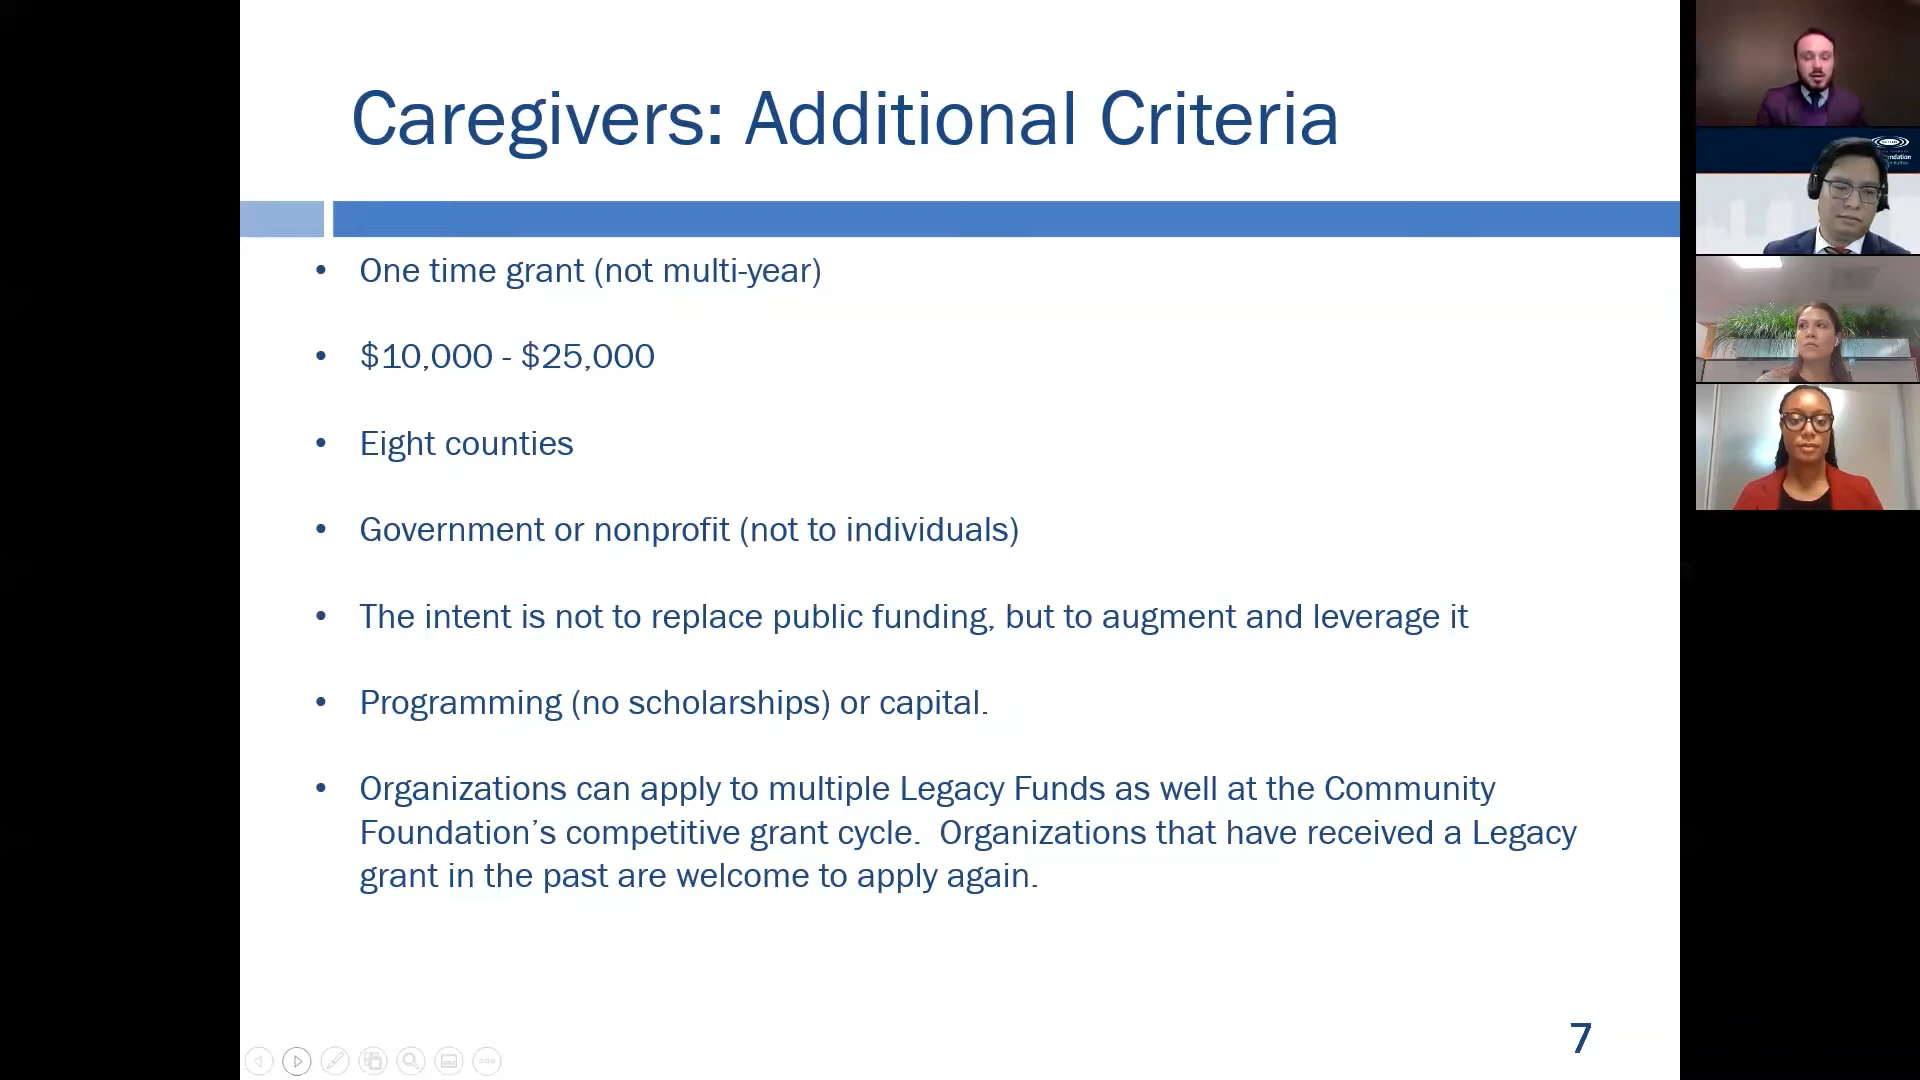 Caregivers: Additional Criteria
• One time grant (not multi-year)
• $10,000 - $25,000
• Eight counties
• Government or nonprofit (not to individuals)
• The intent is not to replace public funding, but to augment and leverage it
• Programming (no scholarships) or capital.
• Organizations can apply to multiple Legacy Funds as well at the Community
Foundation’s competitive grant cycle.  Organizations that have received a Legacy
grant in the past are welcome to apply again.
7